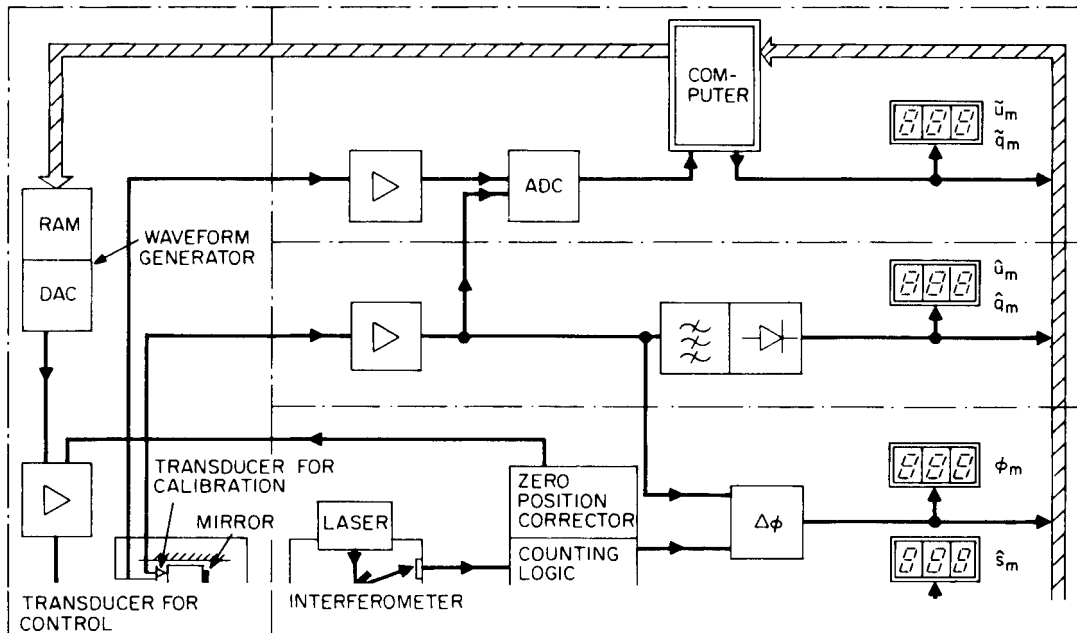 COM-
PUTER
ũm
q̃m
ADC
RAM
WAVEFORM
GENERATOR
DAC
ûm
q̂m
TRANSDUCER FOR
CALIBRATION
MIRROR
LASER
ZERO
POSITION
CORRECTOR
COUNTING
LOGIC
Δϕ
ϕm
ŝm
INTERFEROMETER
TRANSDUCER FOR
CONTROL